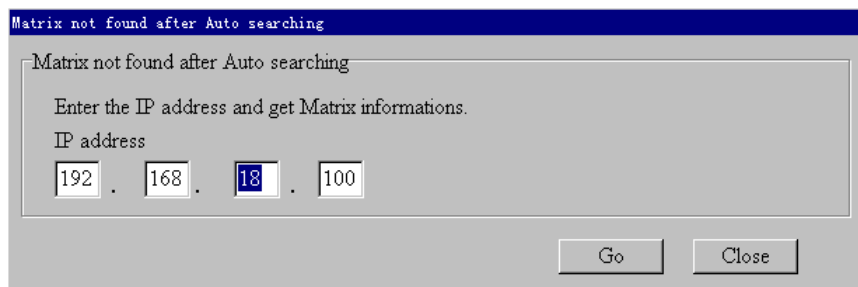 Matrix not found after Auto searching
Matrix not found after Auto searching
Enter the IP address and get Matrix informations.
IP address
192 . 168 . 18 . 100
Go Close